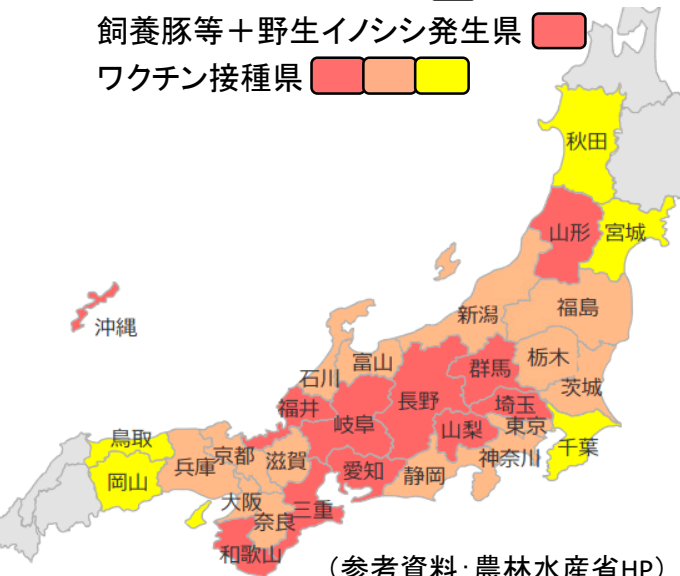 飼養豚等＋野生イノシシ発生県
ワクチン接種県
秋田
山形
宮城
沖縄
新潟
福島
富山
栃木
石川
群馬
茨城
福井
長野
埼玉
岐阜
山梨
東京
鳥取
京都
千葉
兵庫
滋賀
神奈川
岡山
愛知
静岡
大阪
三重
奈良
和歌山
（参考資料：農林水産省HP）